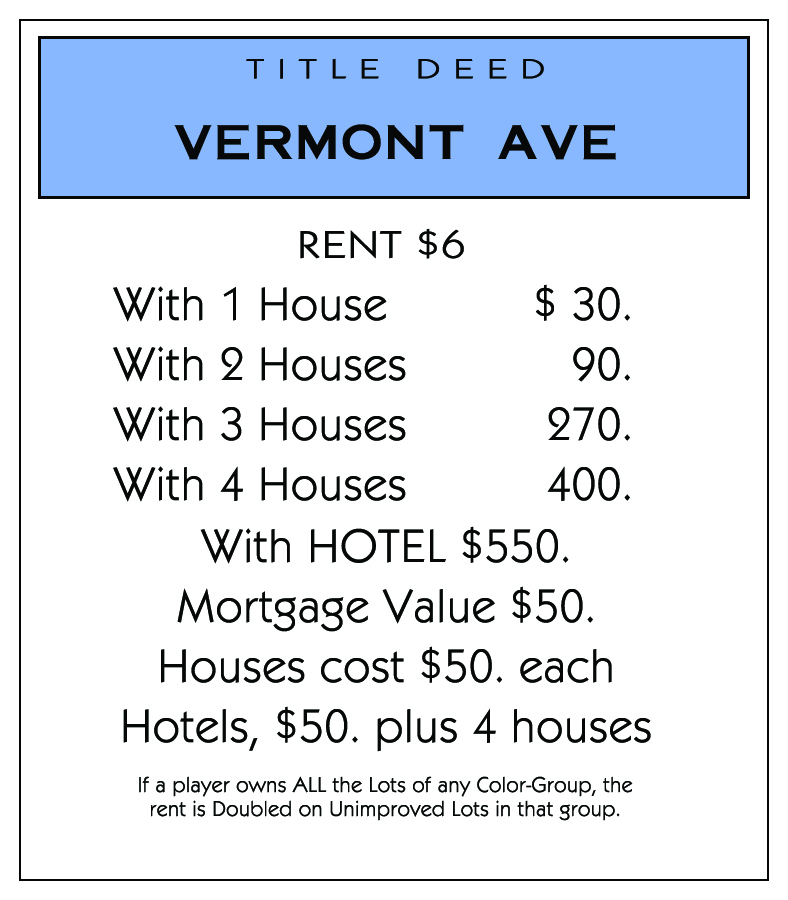 TITLE DEED
VERMONT AVE
RENT $6
With 1 House $ 30.
With 2 Houses 90.
With 3 Houses 270.
With 4 Houses 400.
With HOTEL $550.
Mortgage Value $50.
Houses cost $50. each
Hotels, $50. plus 4 houses
If a player owns ALL the Lots of any Color-Group, the
rent is Doubled on Unimproved Lots in that group.